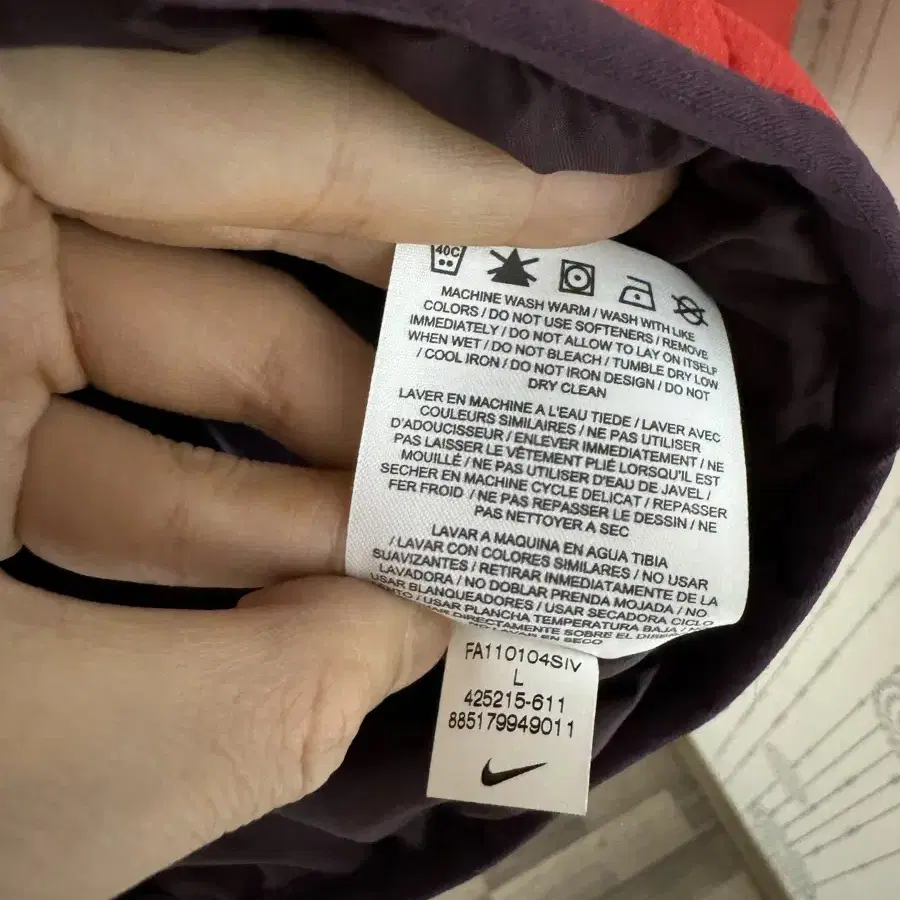 40C
MACHINE WASH WARM / WASH WITH LIKE
COLORS / DO NOT USE SOFTENERS / REMOVE
IMMEDIATELY / DO NOT ALLOW TO LAY ON ITSELF
WHEN WET / DO NOT BLEACH / TUMBLE DRY LOW
/ COOL IRON / DO NOT IRON DESIGN / DO NOT
DRY CLEAN
LAVER EN MACHINE A L'EAU TIEDE / LAVER AVEC
COULEURS SIMILAIRES / NE PAS UTILISER
D'ADOUCISSEUR / ENLEVER IMMEDIATEMENT / NE
PAS LAISSER LE VÊTEMENT PLIÉ LORSQU'IL EST
MOUILLÉ / NE PAS UTILISER D'EAU DE JAVEL /
SECHER EN MACHINE CYCLE DELICAT / REPASSER
FER FROID / NE PAS REPASSER LE DESSIN / NE
PAS NETTOYER A SEC
LAVAR A MAQUINA EN AGUA TIBIA
/ LAVAR CON COLORES SIMILARES / NO USAR
SUAVIZANTES / RETIRAR INMEDIATAMENTE DE LA
LAVADORA / NO DOBLAR PRENDA MOJADA / NO
USAR BLANQUEADORES / USAR SECADORA CICLO
/ USAR PLANCHA TEMPERATURA BAJA /
DIRECTAMENTE SOBRE EL
EN SECO
FA110104SIV
L
425215-611
885179949011